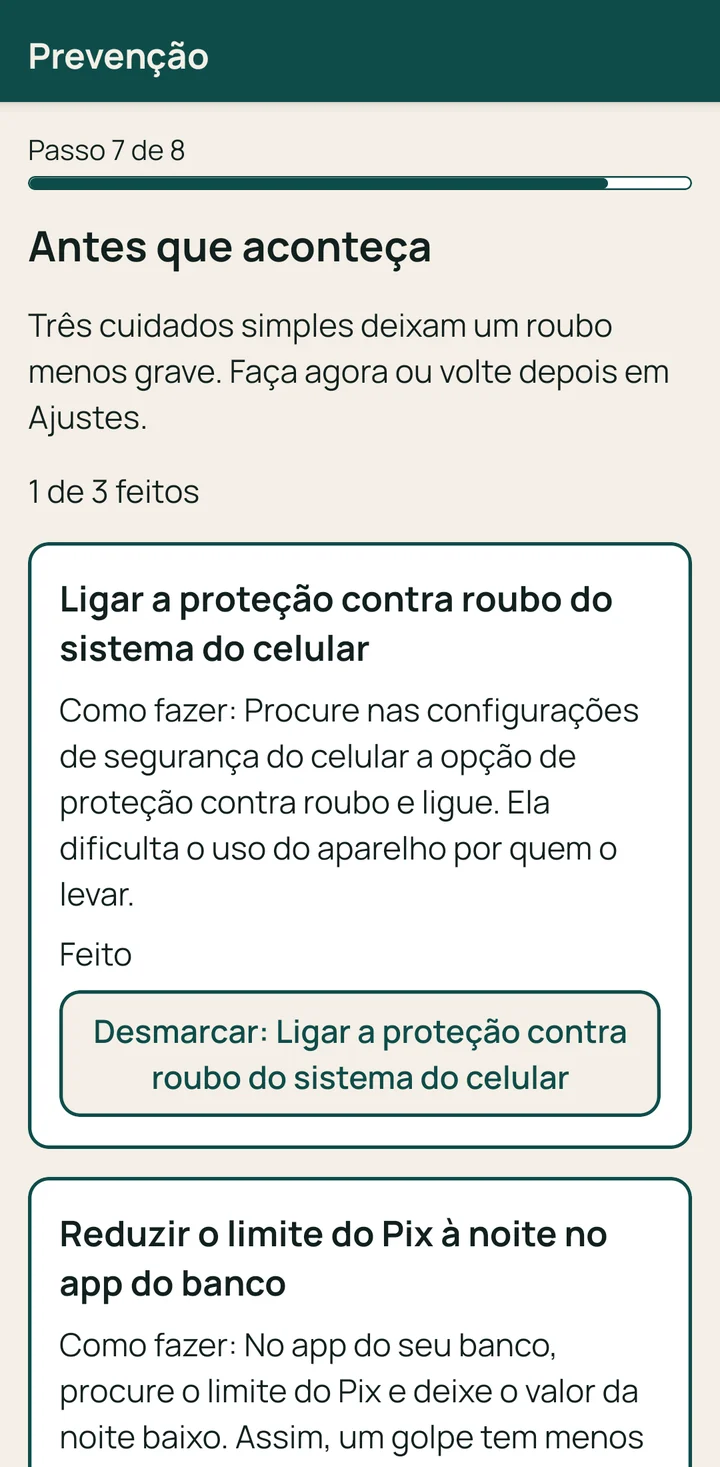 Prevenção
Passo 7 de 8
Antes que aconteça
Três cuidados simples deixam um roubo
menos grave. Faça agora ou volte depois em
Ajustes.
1 de 3 feitos
Ligar a proteção contra roubo do
sistema do celular
Como fazer: Procure nas configurações
de segurança do celular a opção de
proteção contra roubo e ligue. Ela
dificulta o uso do aparelho por quem o
levar.
Feito
Desmarcar: Ligar a proteção contra
roubo do sistema do celular
Reduzir o limite do Pix à noite no
app do banco
Como fazer: No app do seu banco,
procure o limite do Pix e deixe o valor da
noite baixo. Assim, um golpe tem menos